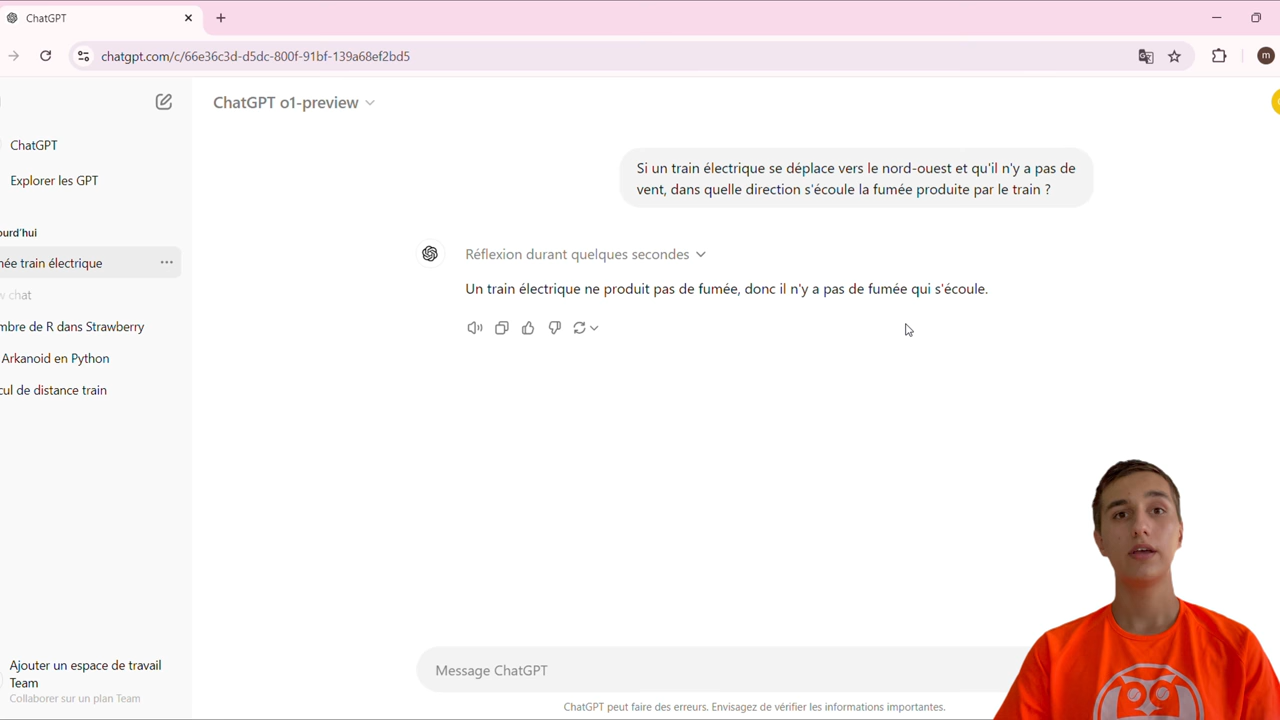 ChatGPT
chatgpt.com/c/66e36c3d-d5dc-800f-91bf-139a68ef2bd5
m
ChatGPT o1-preview
ChatGPT
Explorer les GPT
Si un train électrique se déplace vers le nord-ouest et qu'il n'y a pas de
vent, dans quelle direction s'écoule la fumée produite par le train ?
ourd'hui
née train électrique
w chat
mbre de R dans Strawberry
Arkanoid en Python
cul de distance train
Réflexion durant quelques secondes
Un train électrique ne produit pas de fumée, donc il n'y a pas de fumée qui s'écoule.
Ajouter un espace de travail
Team
Collaborer sur un plan Team
Message ChatGPT
ChatGPT peut faire des erreurs. Envisagez de vérifier les informations importantes.